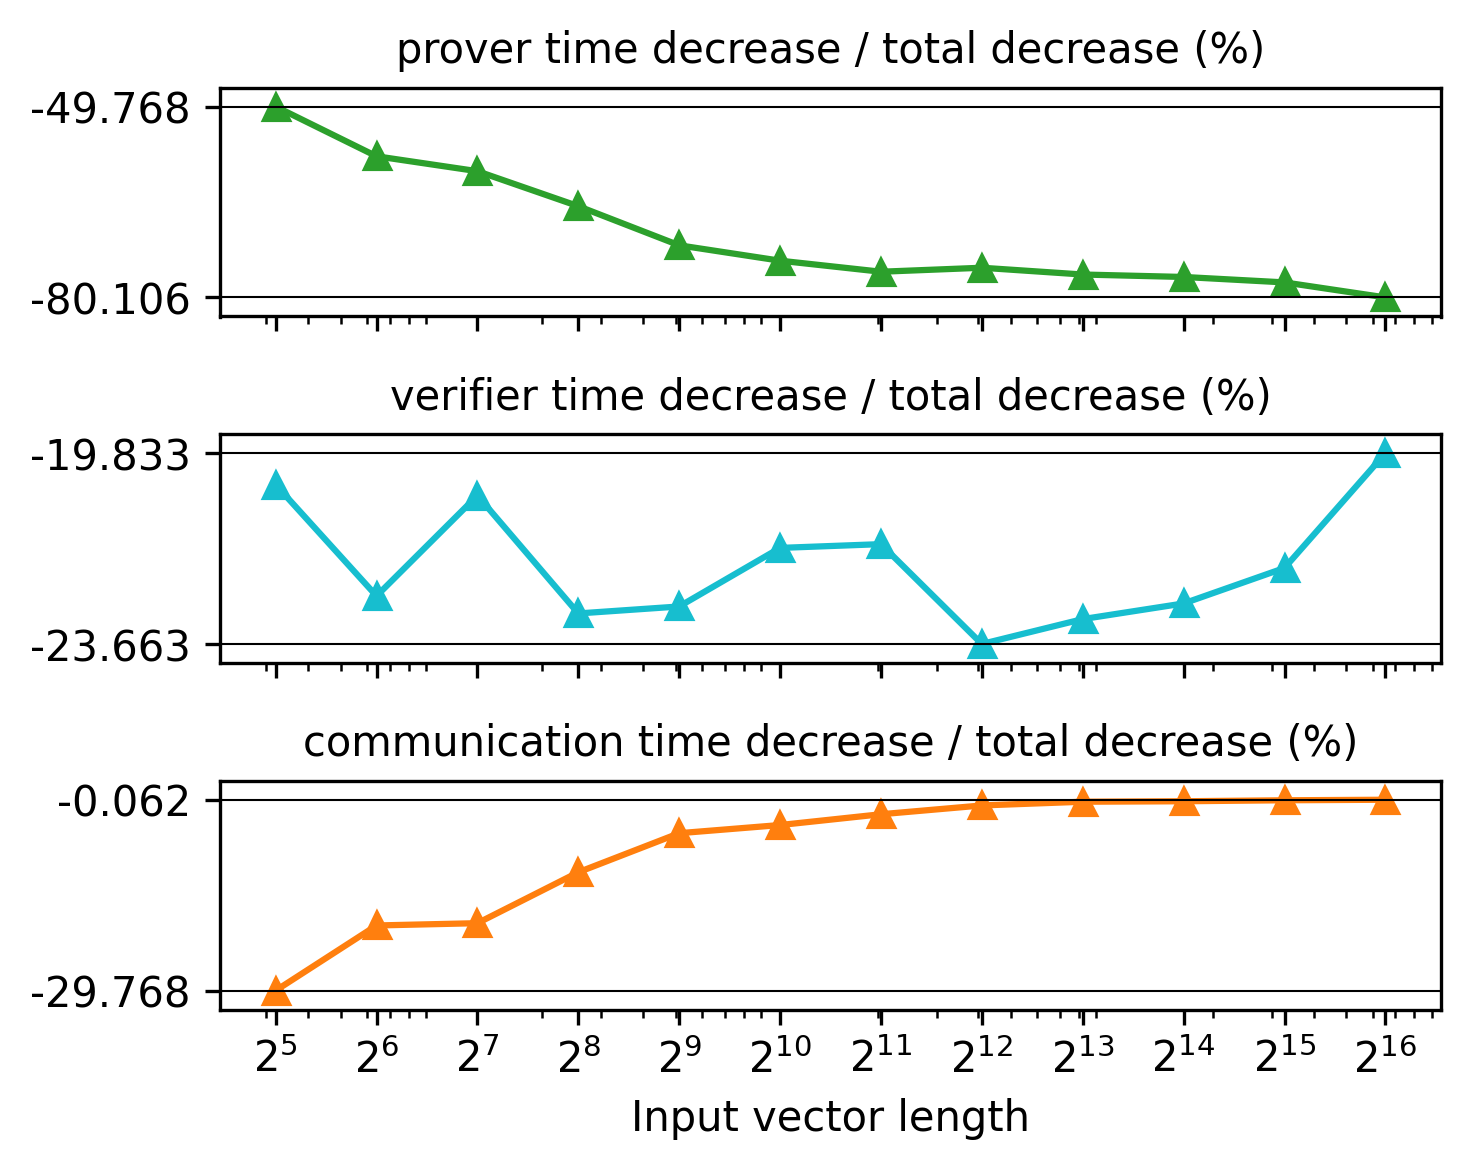 prover time decrease / total decrease (%)
-49.768
-80.106
verifier time decrease / total decrease (%)
-19.833
-23.663
communication time decrease / total decrease (%)
-0.062
-29.768
2⁵ 2⁶ 2⁷ 2⁸ 2⁹ 2¹⁰ 2¹¹ 2¹² 2¹³ 2¹⁴ 2¹⁵ 2¹⁶
Input vector length